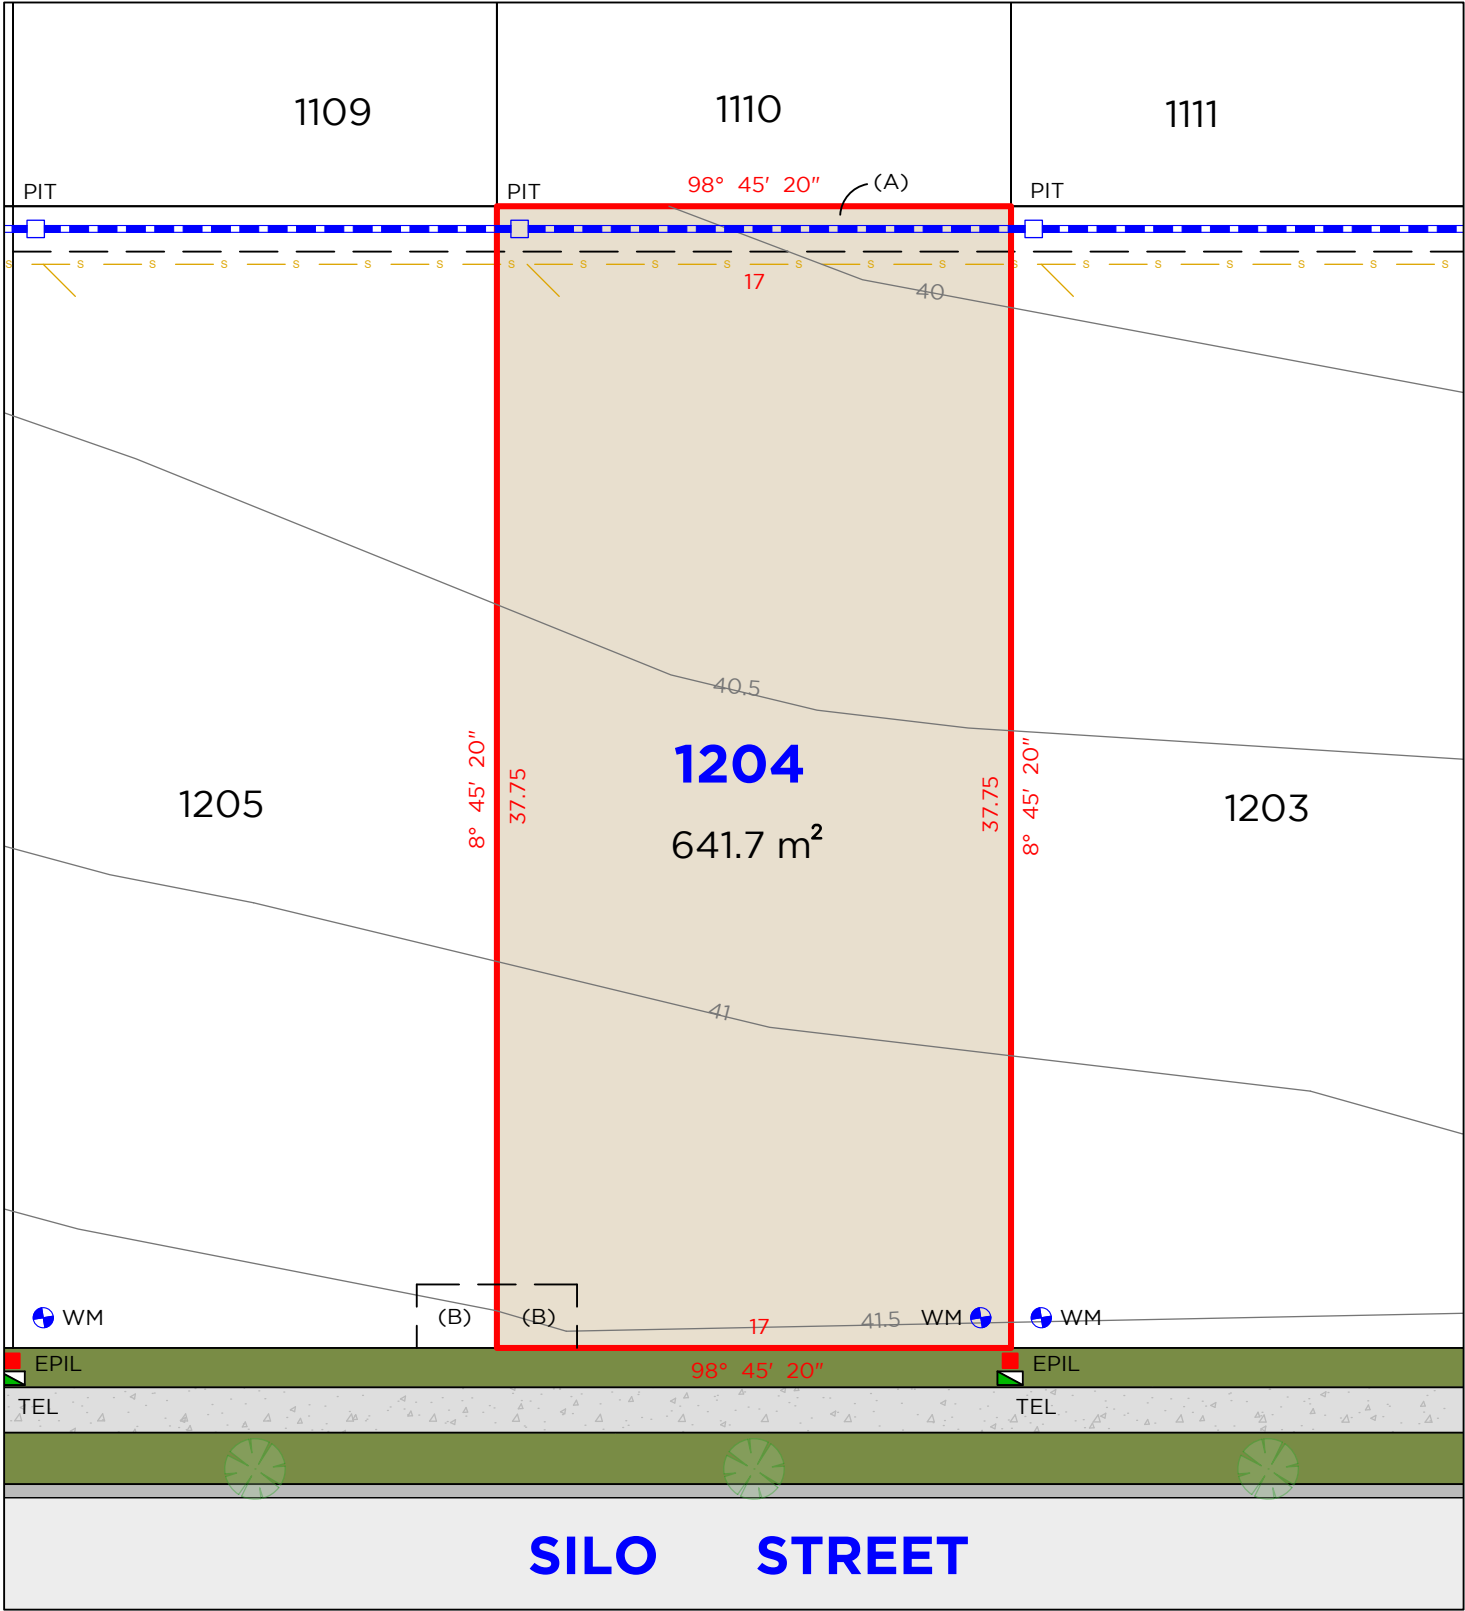 1109
1110
1111
PIT
PIT
98° 45' 20"
(A)
PIT
S S S S S S S S S S S S S S S S S S S S S
17
40
40.5
8° 45' 20"
37.75
1204
37.75
8° 45' 20"
1205
641.7 m²
1203
41
WM
(B)
(B)
17
41.5
WM
WM
EPIL
98° 45' 20"
EPIL
TEL
TEL
SILO STREET